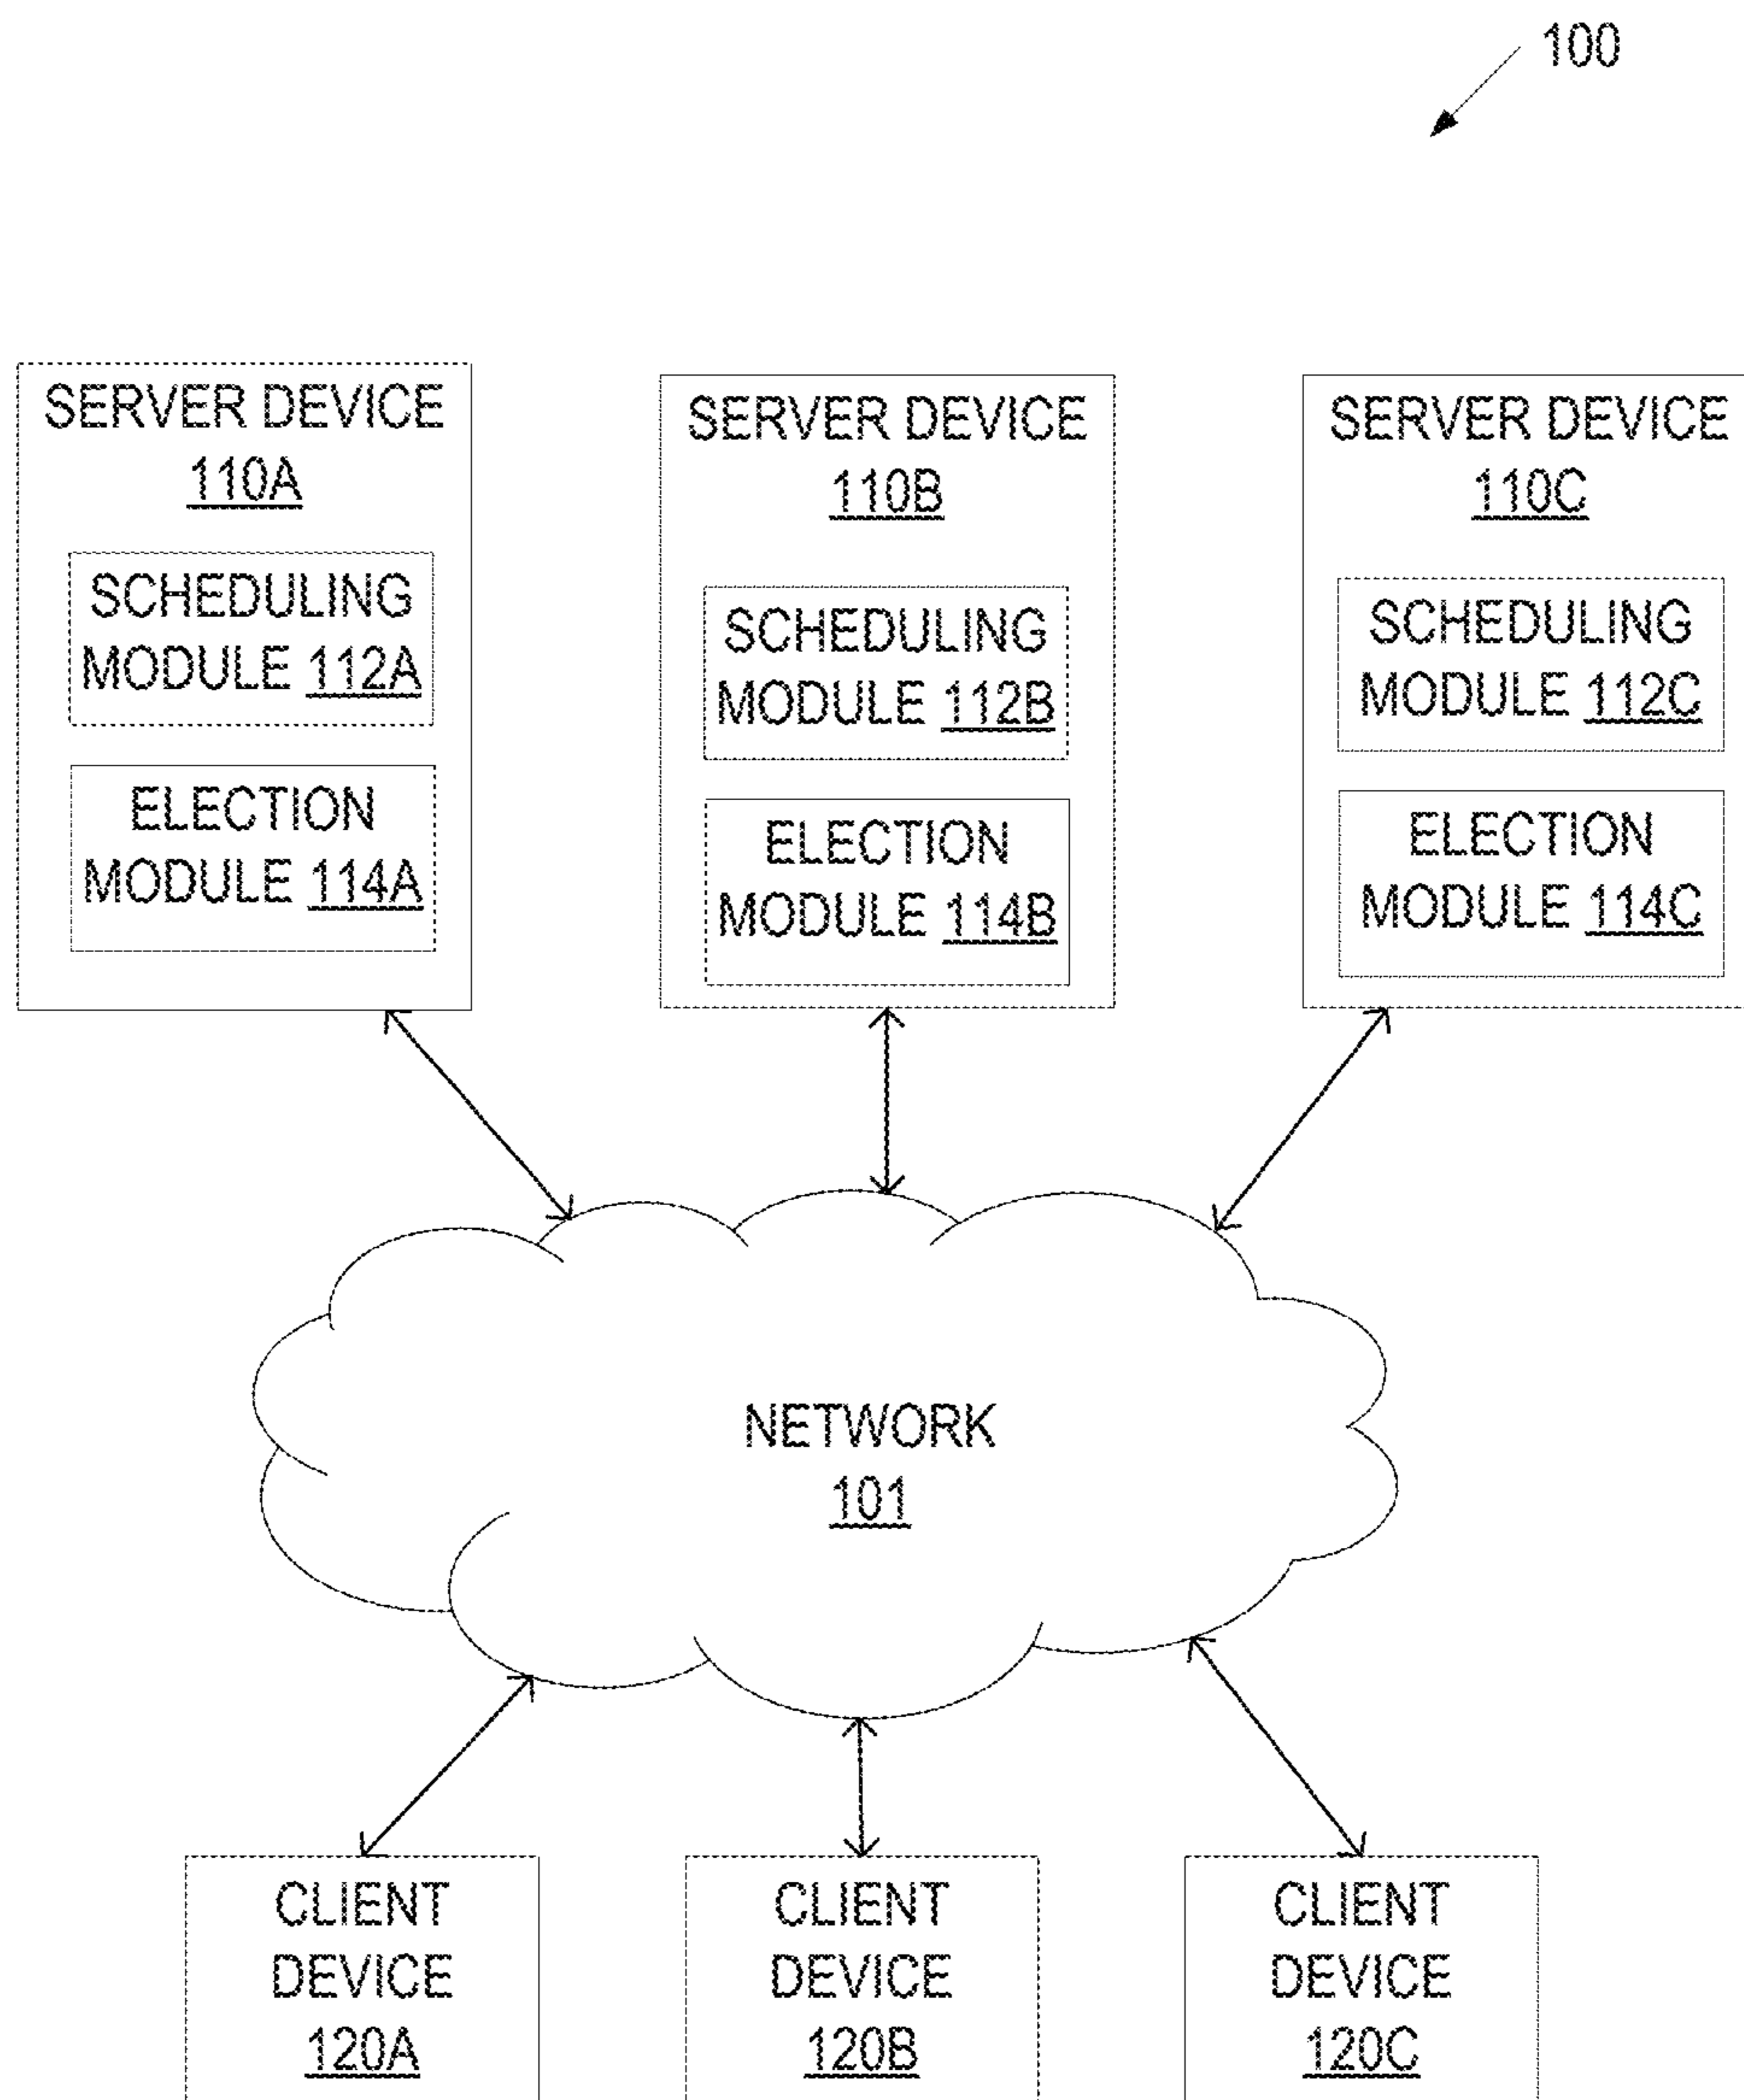 100
SERVER DEVICE
110A
SCHEDULING
MODULE 112A
ELECTION
MODULE 114A
SERVER DEVICE
110B
SCHEDULING
MODULE 112B
ELECTION
MODULE 114B
SERVER DEVICE
110C
SCHEDULING
MODULE 112C
ELECTION
MODULE 114C
NETWORK
101
CLIENT
DEVICE
120A
CLIENT
DEVICE
120B
CLIENT
DEVICE
120C